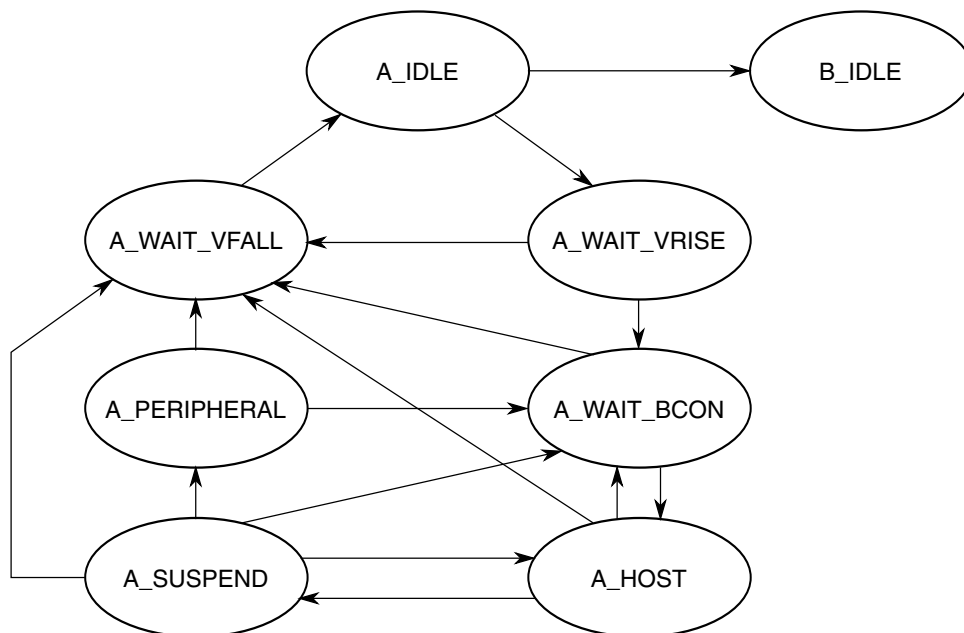 A_IDLE
B_IDLE
A_WAIT_VFALL
A_WAIT_VRISE
A_PERIPHERAL
A_WAIT_BCON
A_SUSPEND
A_HOST